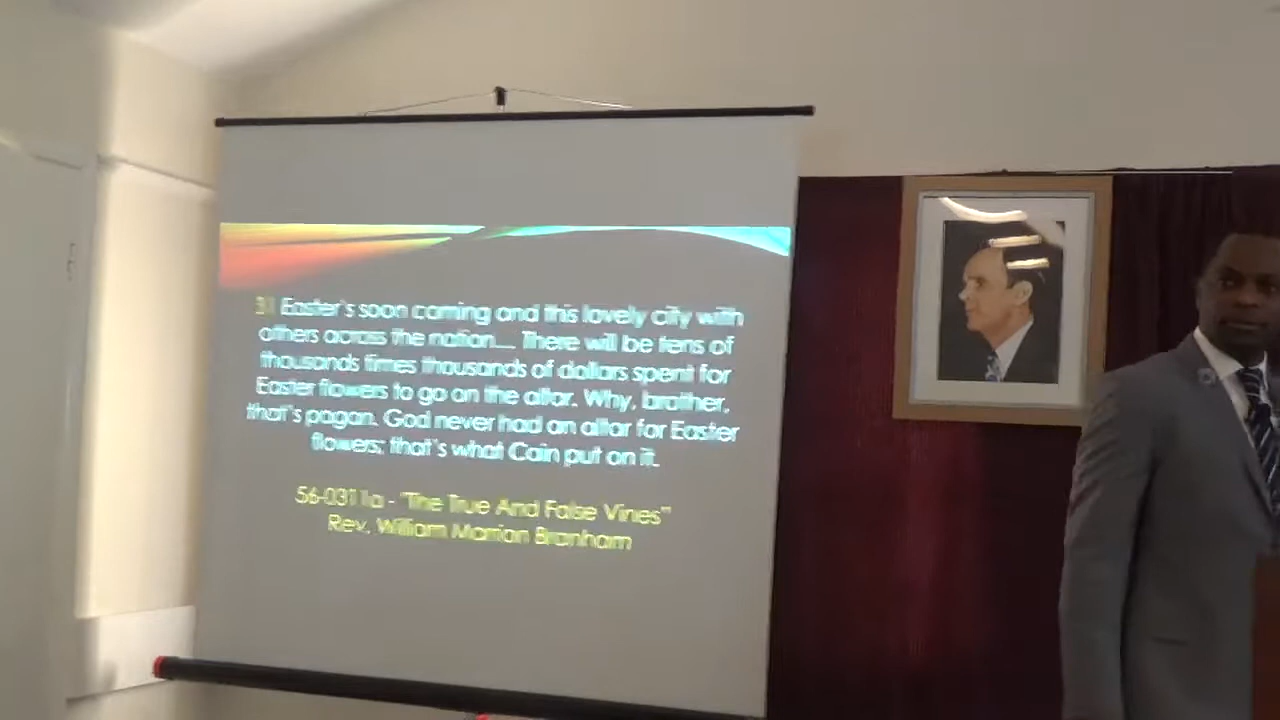 31 Easter's soon coming and this lovely city with
others across the nation.... There will be tens of
thousands times thousands of dollars spent for
Easter flowers to go on the altar. Why, brother,
that's pagan. God never had an altar for Easter
flowers; that's what Cain put on it.
56-0311a - "The True And False Vines"
Rev. William Marrion Branham